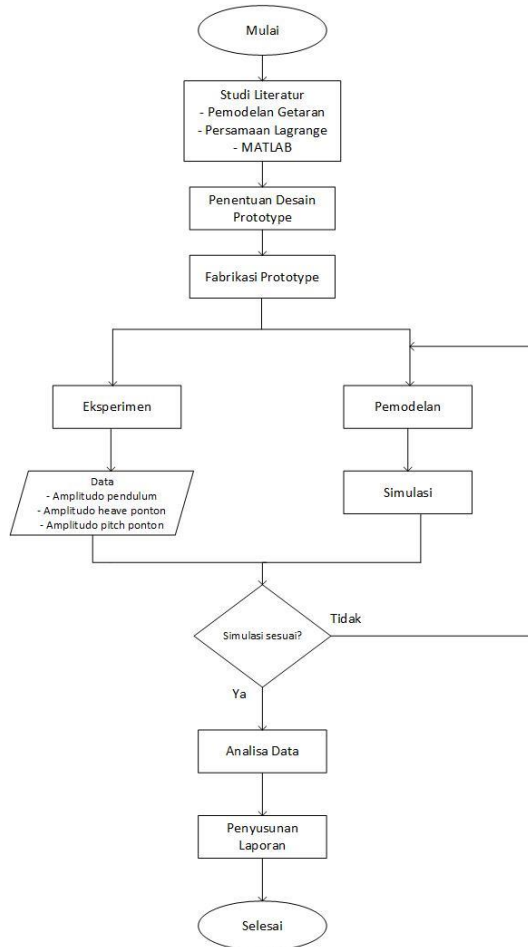 Mulai
Studi Literatur
- Pemodelan Getaran
- Persamaan Lagrange
- MATLAB
Penentuan Desain
Prototype
Fabrikasi Prototype
Eksperimen
Pemodelan
Data
- Amplitudo pendulum
- Amplitudo heave ponton
- Amplitudo pitch ponton
Simulasi
Simulasi sesuai?
Tidak
Ya
Analisa Data
Penyusunan
Laporan
Selesai